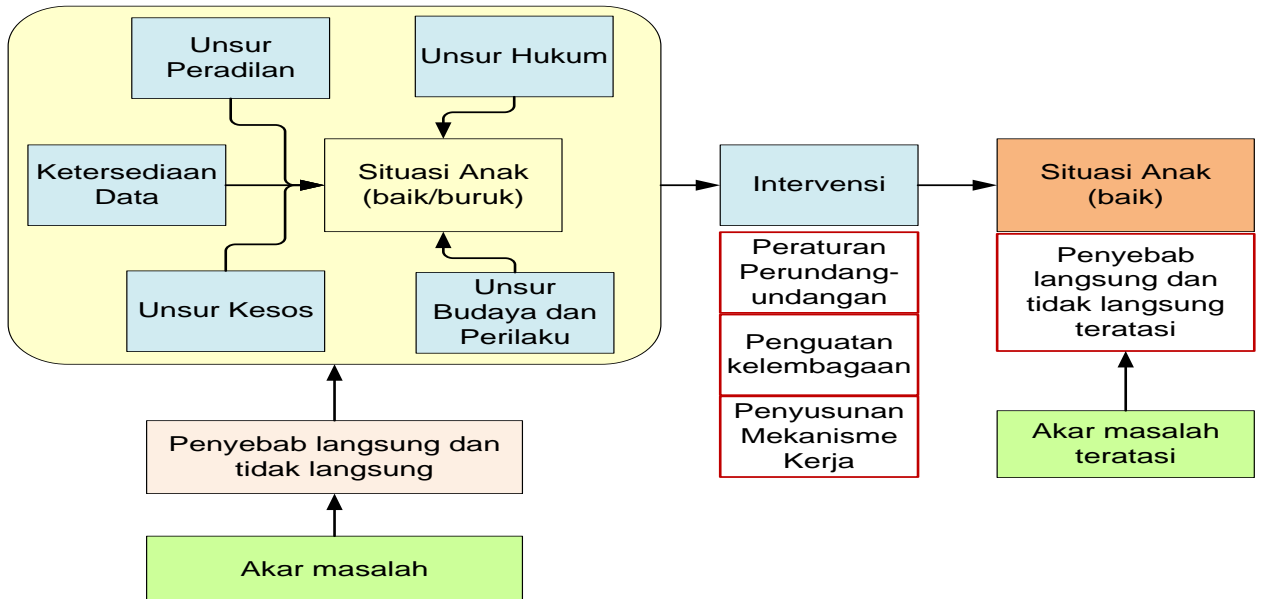 Unsur
Peradilan
Unsur Hukum
Ketersediaan
Data
Situasi Anak
(baik/buruk)
Unsur Kesos
Unsur
Budaya dan
Perilaku
Penyebab langsung dan
tidak langsung
Akar masalah
Intervensi
Peraturan
Perundang-
undangan
Penguatan
kelembagaan
Penyusunan
Mekanisme
Kerja
Situasi Anak
(baik)
Penyebab
langsung dan
tidak langsung
teratasi
Akar masalah
teratasi